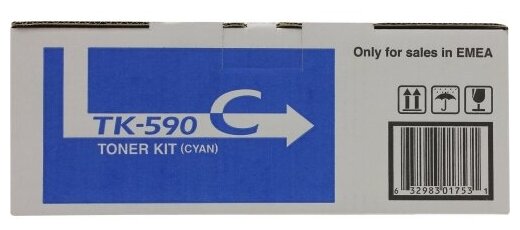 Only for sales in EMEA
TK-590 C
TONER KIT (CYAN)
6 32983 01753 1